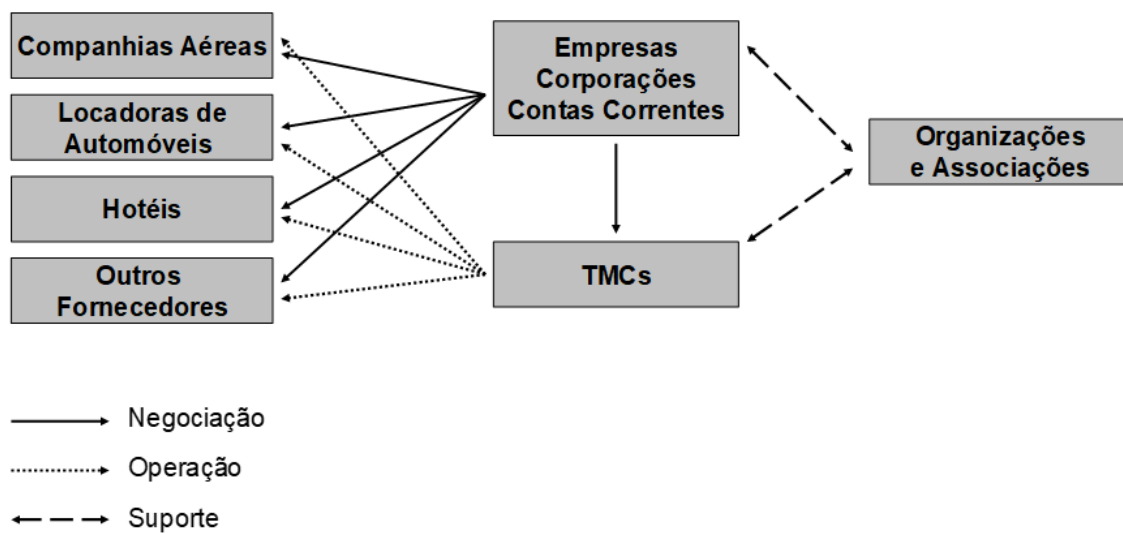 Companhias Aéreas
Locadoras de
Automóveis
Hotéis
Outros
Fornecedores
Empresas
Corporações
Contas Correntes
TMCs
Organizações
e Associações
Negociação
Operação
Suporte